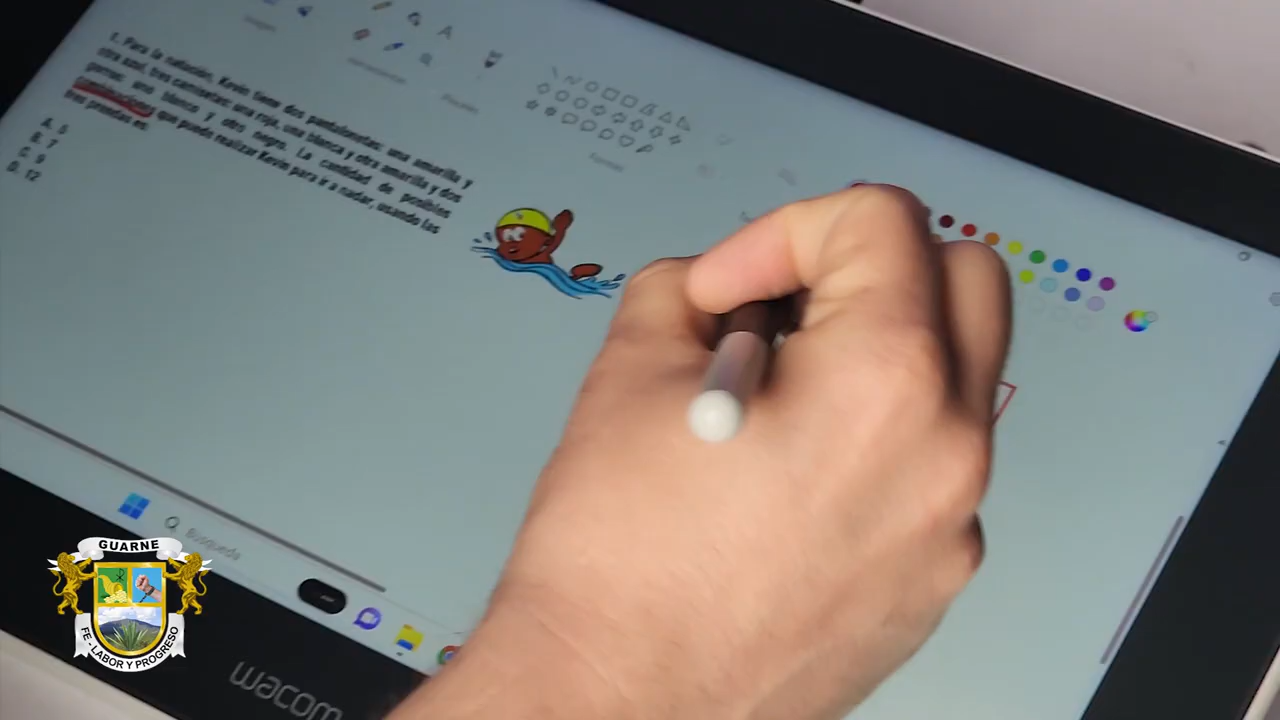 1. Para la natación, Kevin tiene dos pantalonetas: una amarilla y
otra azul, tres camisetas: una roja, una blanca y otra amarilla y dos
gorros: uno blanco y otro negro. La cantidad de posibles
combinaciones que puede realizar Kevin para ir a nadar, usando las
tres prendas es:
A. 5
B. 7
C. 9
D. 12
Búsqueda
wacom
GUARNE
FE - LABOR Y PROGRESO